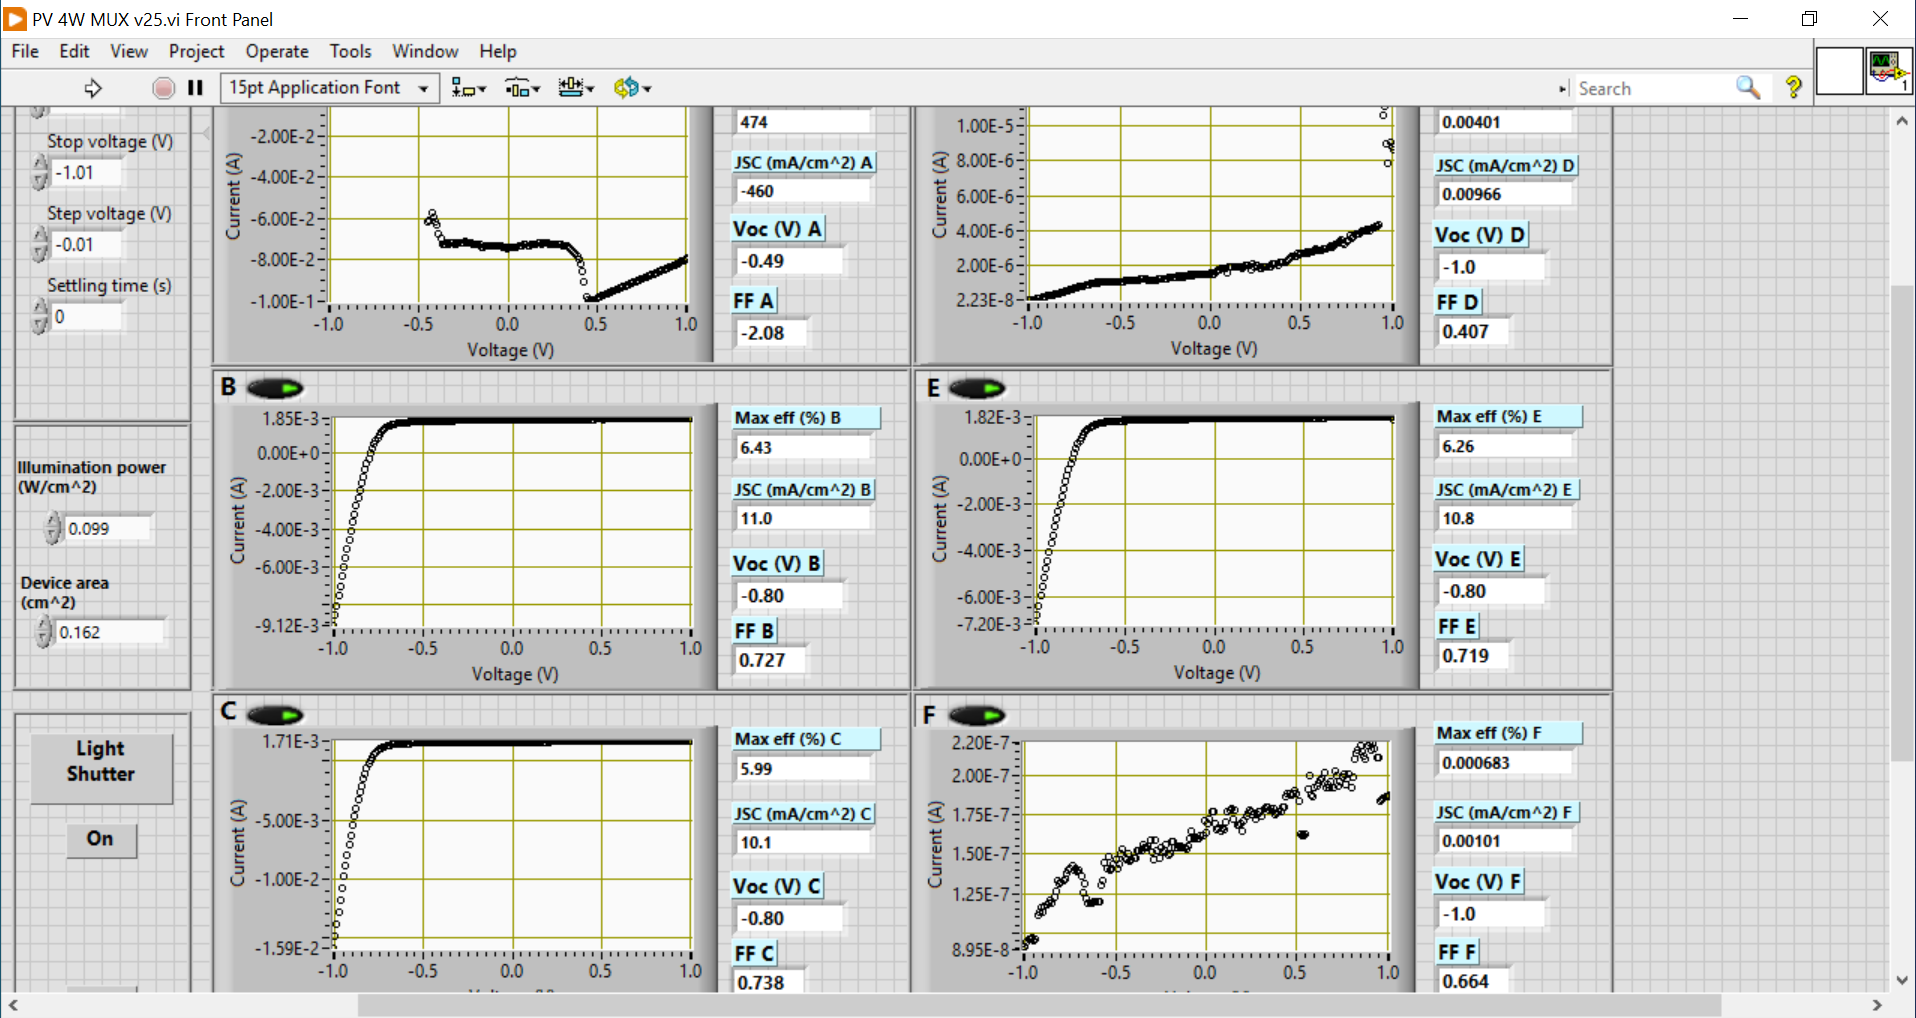 PV 4W MUX v25.vi Front Panel
File Edit View Project Operate Tools Window Help
15pt Application Font
Search
1
Stop voltage (V)
-1.01
Step voltage (V)
-0.01
Settling time (s)
0
Illumination power
(W/cm^2)
0.099
Device area
(cm^2)
0.162
Light
Shutter
On
-2.00E-2
-4.00E-2
-6.00E-2
-8.00E-2
-1.00E-1
Current (A)
-1.0 -0.5 0.0 0.5 1.0
Voltage (V)
474
JSC (mA/cm^2) A
-460
Voc (V) A
-0.49
FF A
-2.08
1.00E-5
8.00E-6
6.00E-6
4.00E-6
2.00E-6
2.23E-8
Current (A)
-1.0 -0.5 0.0 0.5 1.0
Voltage (V)
0.00401
JSC (mA/cm^2) D
0.00966
Voc (V) D
-1.0
FF D
0.407
B
1.85E-3
0.00E+0
-2.00E-3
-4.00E-3
-6.00E-3
-9.12E-3
Current (A)
-1.0 -0.5 0.0 0.5 1.0
Voltage (V)
Max eff (%) B
6.43
JSC (mA/cm^2) B
11.0
Voc (V) B
-0.80
FF B
0.727
E
1.82E-3
0.00E+0
-2.00E-3
-4.00E-3
-6.00E-3
-7.20E-3
Current (A)
-1.0 -0.5 0.0 0.5 1.0
Voltage (V)
Max eff (%) E
6.26
JSC (mA/cm^2) E
10.8
Voc (V) E
-0.80
FF E
0.719
C
1.71E-3
-5.00E-3
-1.00E-2
-1.59E-2
Current (A)
-1.0 -0.5 0.0 0.5 1.0
Max eff (%) C
5.99
JSC (mA/cm^2) C
10.1
Voc (V) C
-0.80
FF C
0.738
F
2.20E-7
2.00E-7
1.75E-7
1.50E-7
1.25E-7
8.95E-8
Current (A)
-1.0 -0.5 0.0 0.5 1.0
Max eff (%) F
0.000683
JSC (mA/cm^2) F
0.00101
Voc (V) F
-1.0
FF F
0.664